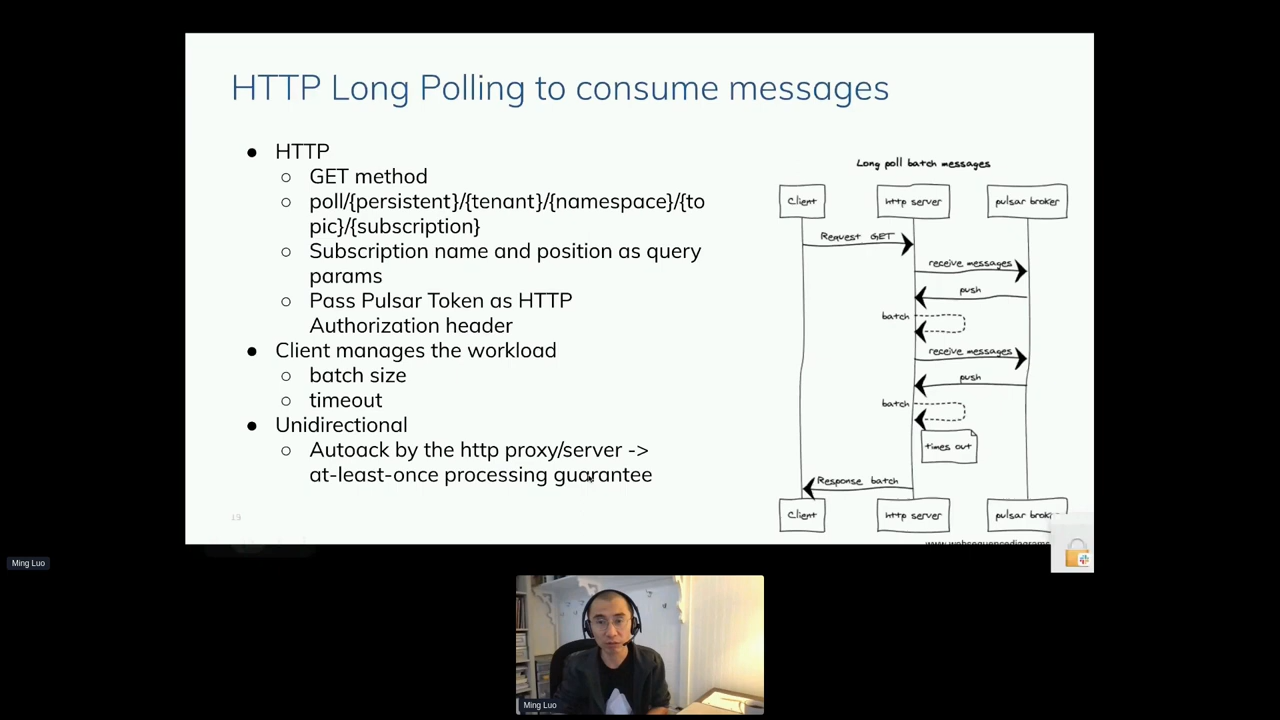 HTTP Long Polling to consume messages
● HTTP
○ GET method
○ poll/{persistent}/{tenant}/{namespace}/{to
pic}/{subscription}
○ Subscription name and position as query
params
○ Pass Pulsar Token as HTTP
Authorization header
● Client manages the workload
○ batch size
○ timeout
● Unidirectional
○ Autoack by the http proxy/server ->
at-least-once processing guarantee
19
Long poll batch messages
Client
http server
pulsar broker
Request GET
receive messages
push
batch
receive messages
push
batch
times out
Response batch
Client
http server
pulsar
www.websequencediagrams
Ming Luo
Ming Luo